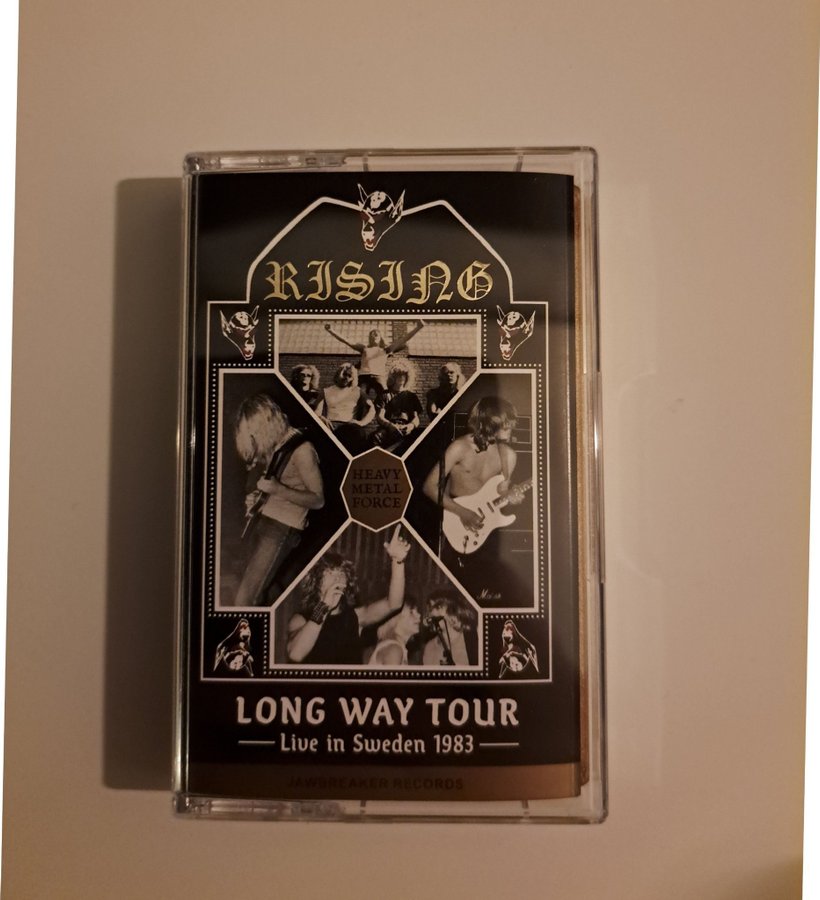 RISING
HEAVY
METAL
FORCE
LONG WAY TOUR
Live in Sweden 1983
JAWBREAKER RECORDS